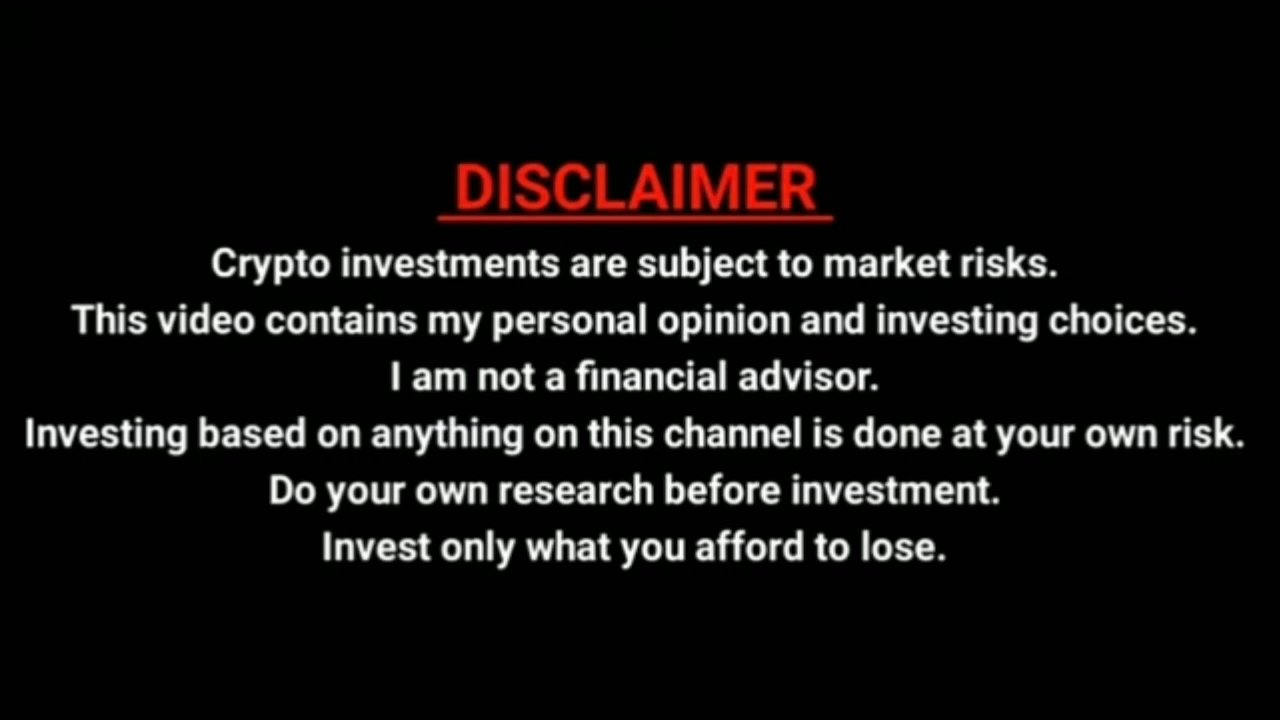 DISCLAIMER
Crypto investments are subject to market risks.
This video contains my personal opinion and investing choices.
I am not a financial advisor.
Investing based on anything on this channel is done at your own risk.
Do your own research before investment.
Invest only what you afford to lose.